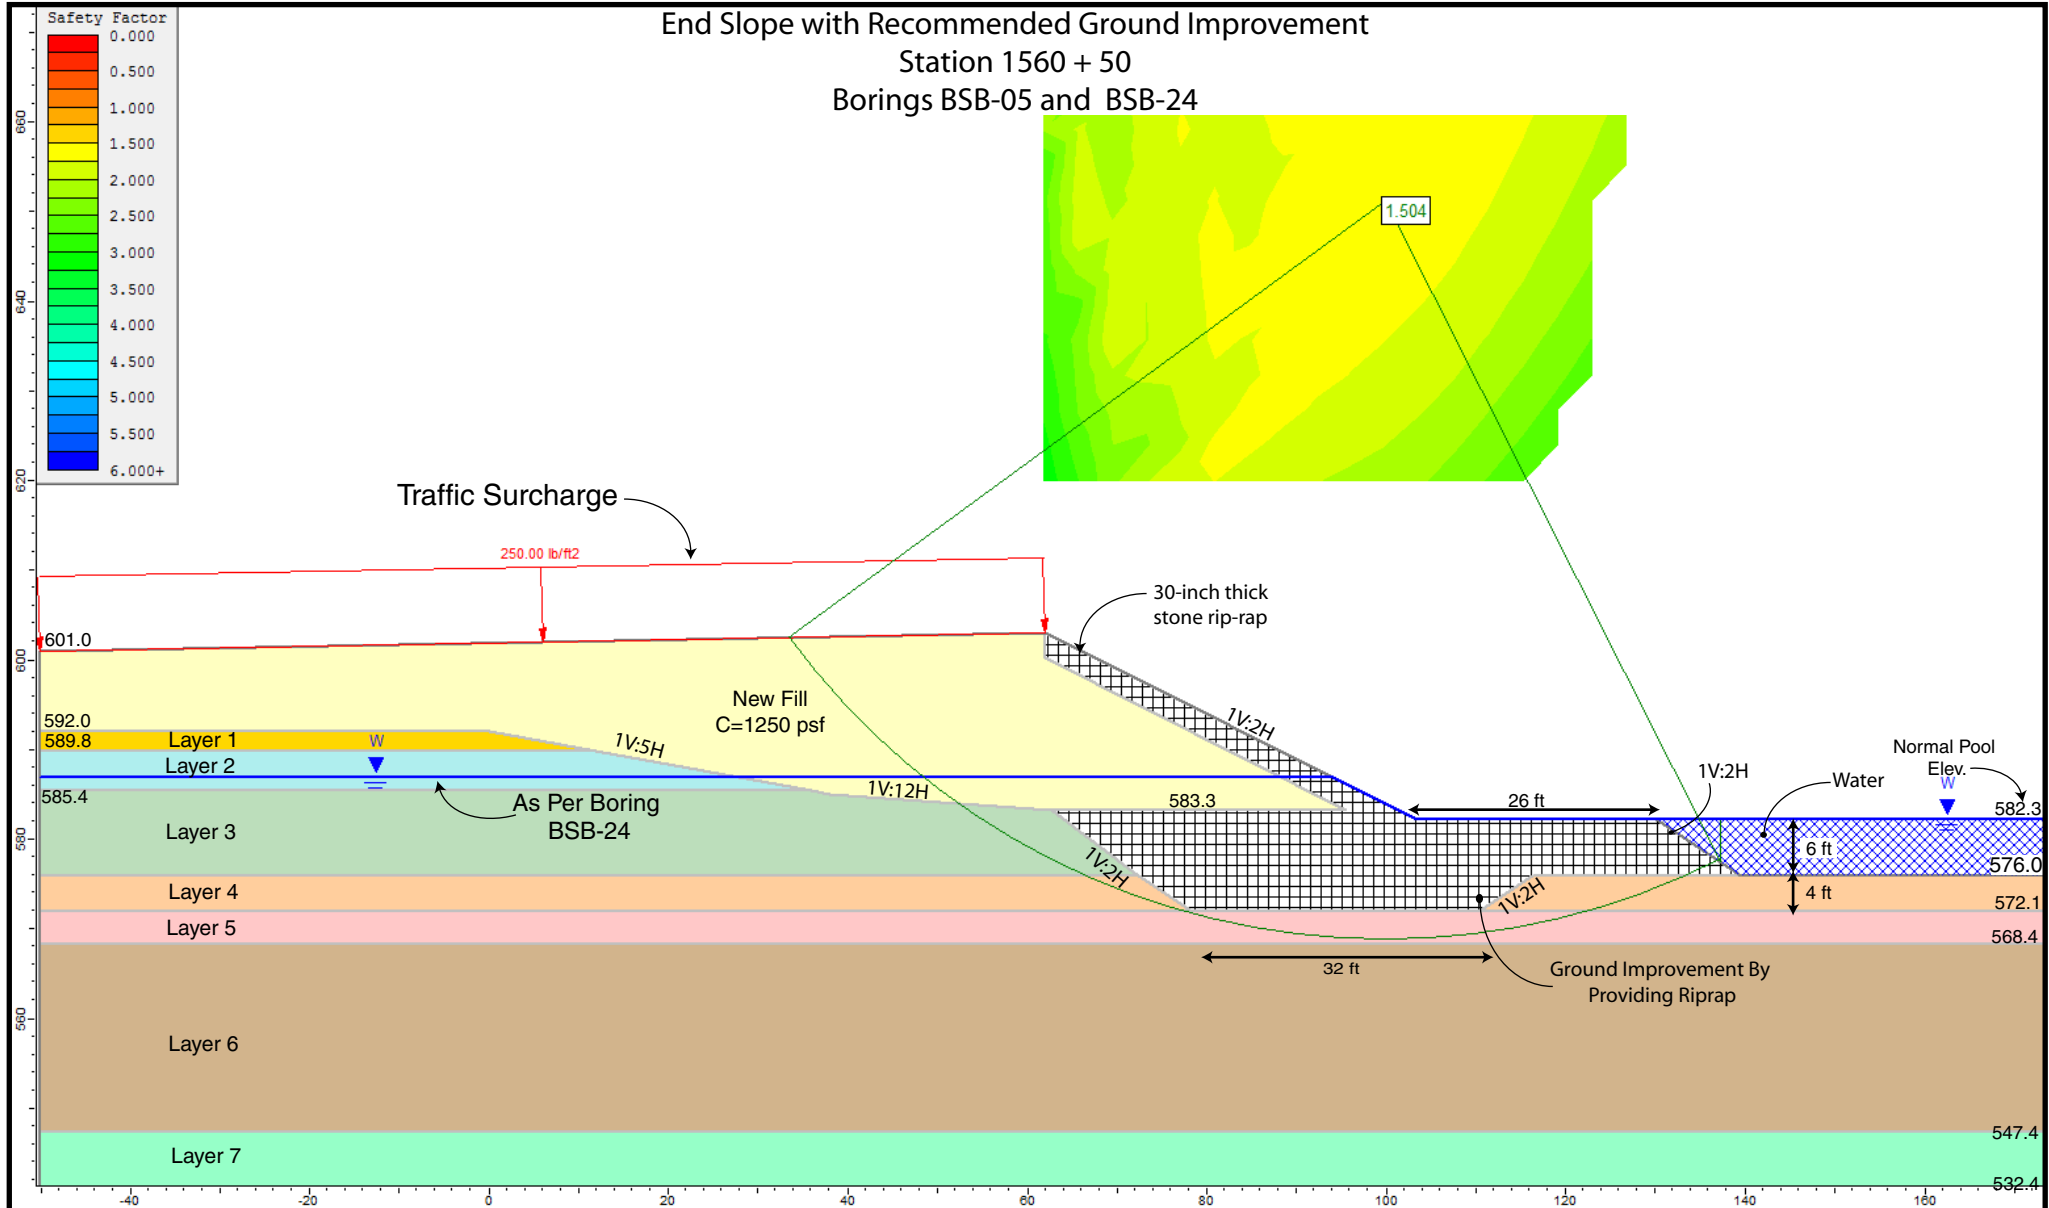 End Slope with Recommended Ground Improvement
Station 1560 + 50
Borings BSB-05 and BSB-24
Safety Factor
0.000
0.500
1.000
1.500
2.000
2.500
3.000
3.500
4.000
4.500
5.000
5.500
6.000+
660
640
620
600
580
560
1.504
Traffic Surcharge
250.00 lb/ft2
30-inch thick
stone rip-rap
601.0
New Fill
C=1250 psf
592.0
589.8
585.4
Layer 1
W
Layer 2
1V:5H
1V:2H
1V:12H
As Per Boring
BSB-24
583.3
26 ft
1V:2H
Water
Normal Pool
Elev.
W
582.3
6 ft
576.0
4 ft
Layer 3
1V:2H
Layer 4
1V:2H
572.1
Layer 5
568.4
32 ft
Ground Improvement By
Providing Riprap
Layer 6
547.4
Layer 7
532.4
-40 -20 0 20 40 60 80 100 120 140 160